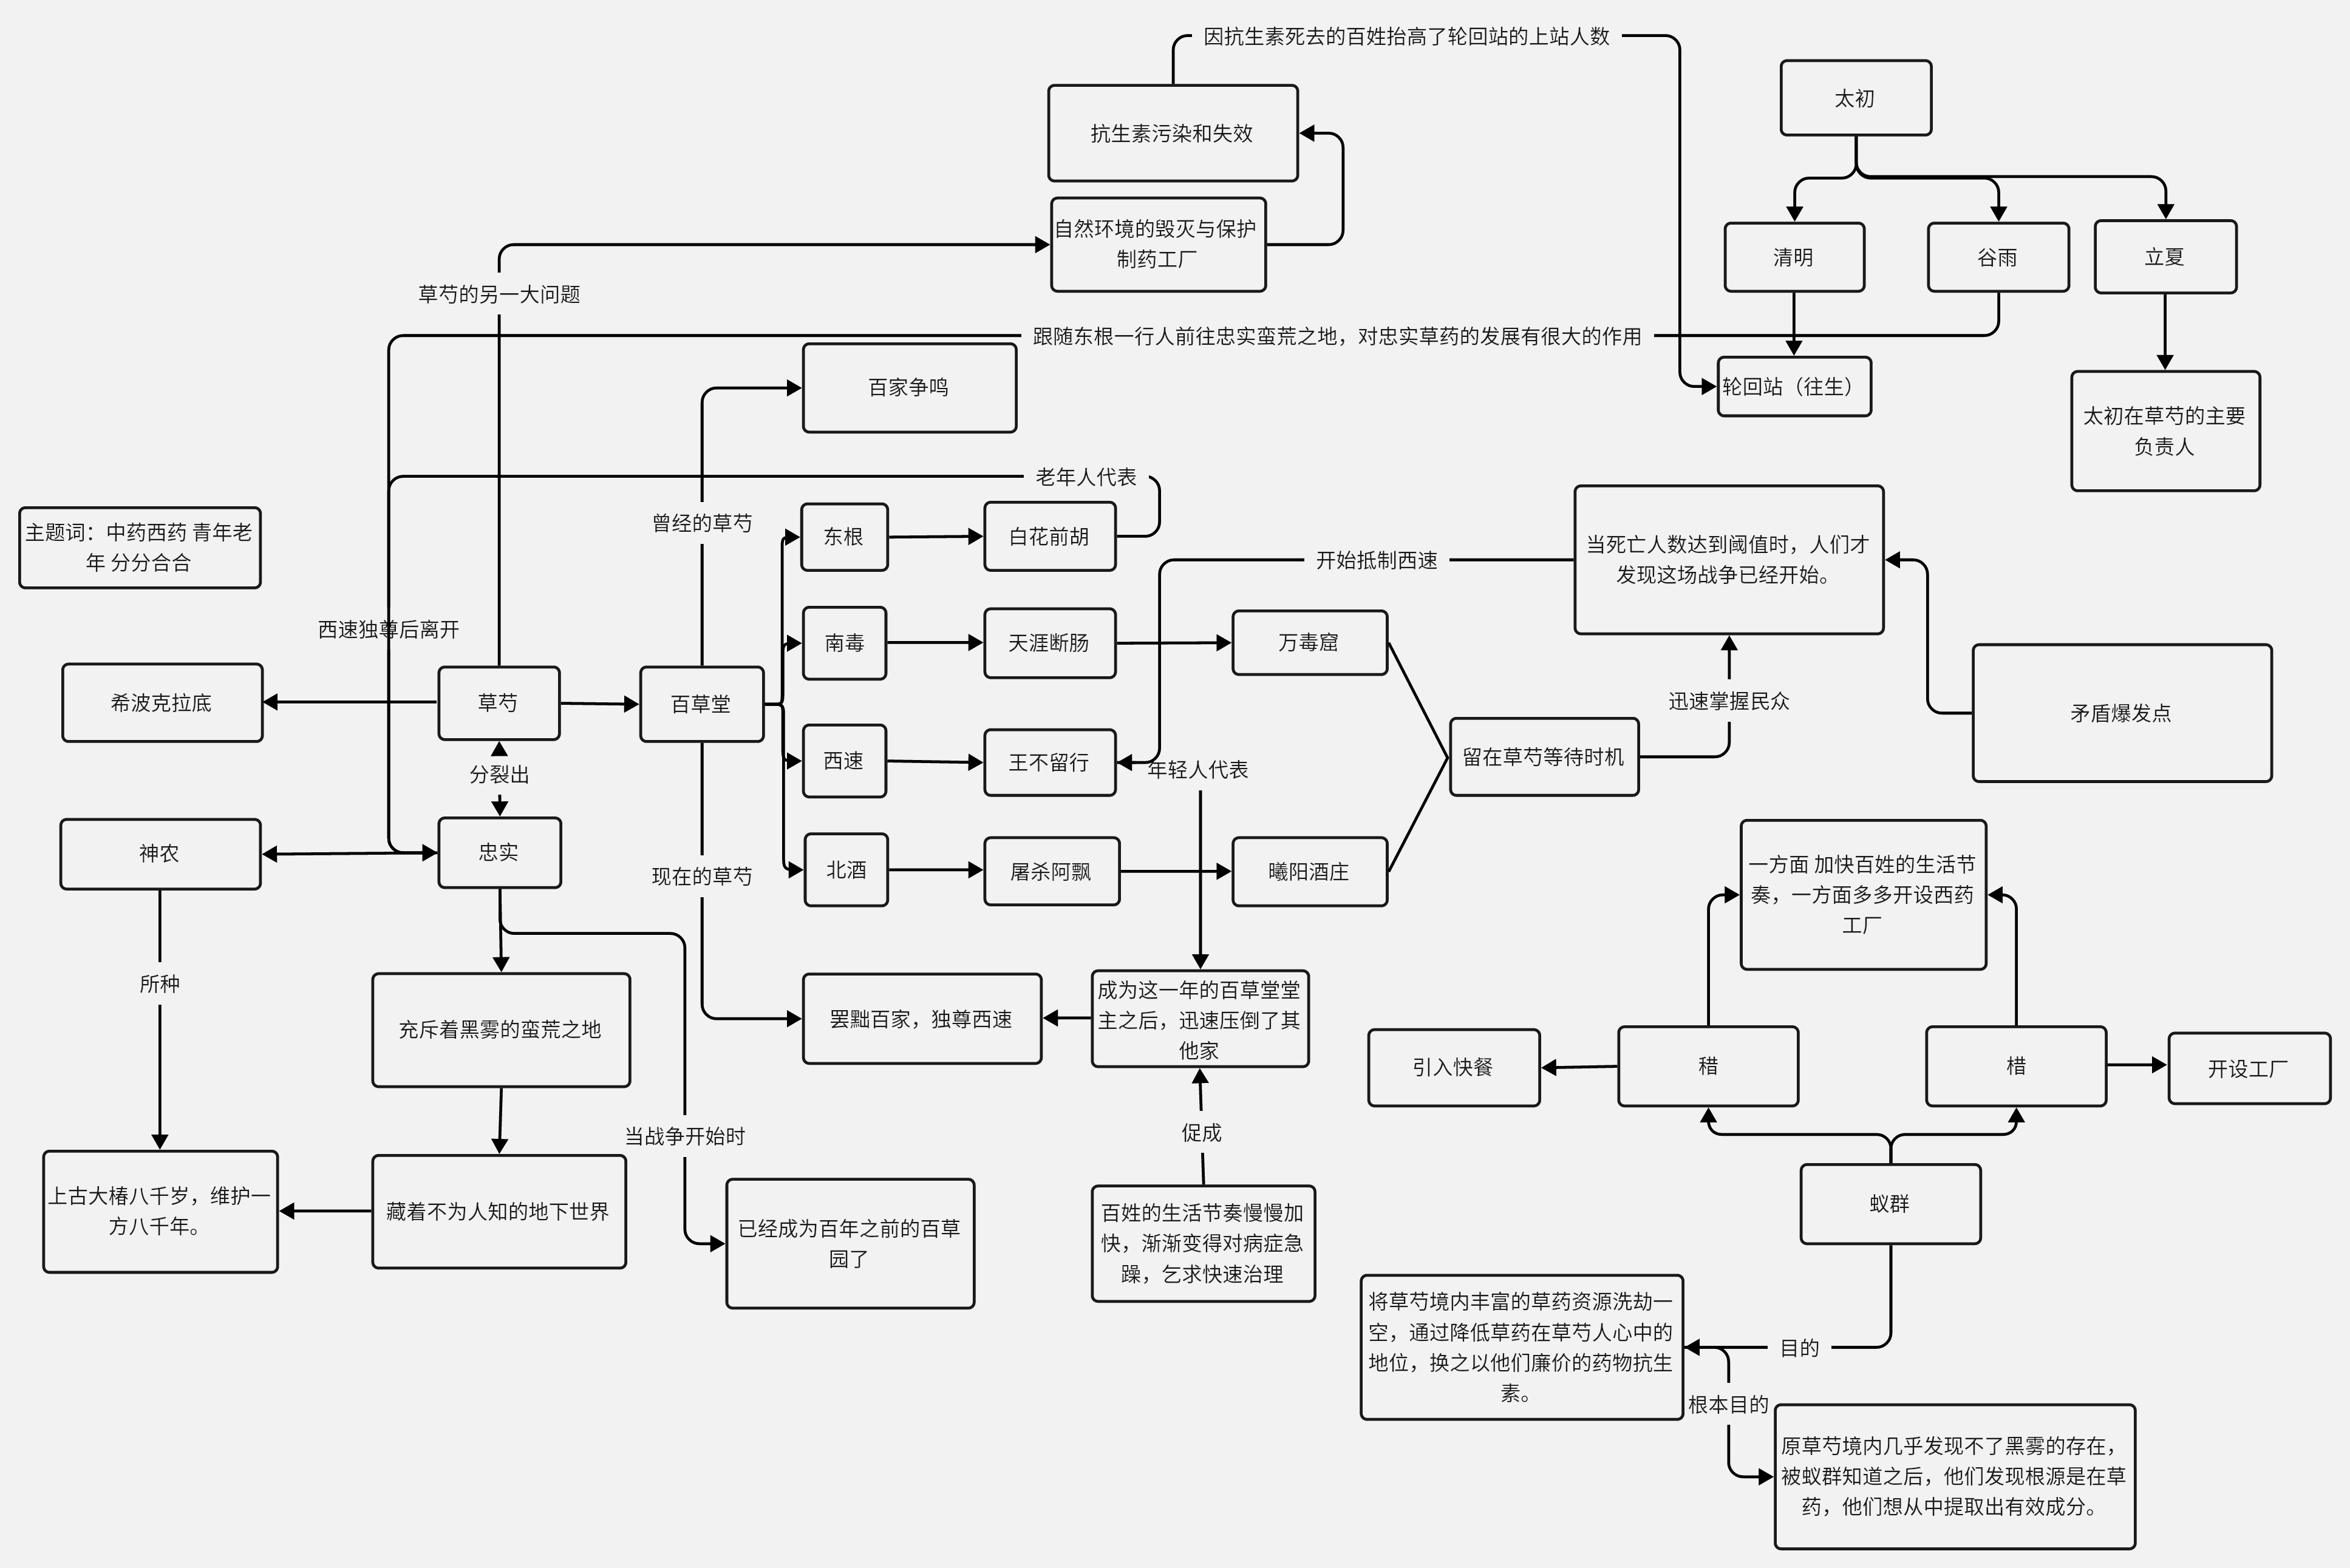 因抗生素死去的百姓抬高了轮回站的上站人数
太初
抗生素污染和失效
自然环境的毁灭与保护
制药工厂
清明
谷雨
立夏
草芍的另一大问题
跟随东根一行人前往忠实蛮荒之地，对忠实草药的发展有很大的作用
百家争鸣
轮回站（往生）
太初在草芍的主要
负责人
老年人代表
主题词：中药西药 青年老
年 分分合合
曾经的草芍
东根
白花前胡
开始抵制西速
当死亡人数达到阈值时，人们才
发现这场战争已经开始。
西速独尊后离开
南毒
天涯断肠
万毒窟
希波克拉底
草芍
百草堂
迅速掌握民众
矛盾爆发点
西速
王不留行
年轻人代表
留在草芍等待时机
分裂出
神农
忠实
现在的草芍
北酒
屠杀阿飘
曦阳酒庄
一方面 加快百姓的生活节
奏，一方面多多开设西药
工厂
所种
充斥着黑雾的蛮荒之地
罢黜百家，独尊西速
成为这一年的百草堂堂
主之后，迅速压倒了其
他家
引入快餐
稓
棤
开设工厂
当战争开始时
促成
上古大椿八千岁，维护一
方八千年。
藏着不为人知的地下世界
已经成为百年之前的百草
园了
百姓的生活节奏慢慢加
快，渐渐变得对病症急
躁，乞求快速治理
蚁群
将草芍境内丰富的草药资源洗劫一
空，通过降低草药在草芍人心中的
地位，换之以他们廉价的药物抗生
素。
目的
根本目的
原草芍境内几乎发现不了黑雾的存在，
被蚁群知道之后，他们发现根源是在草
药，他们想从中提取出有效成分。